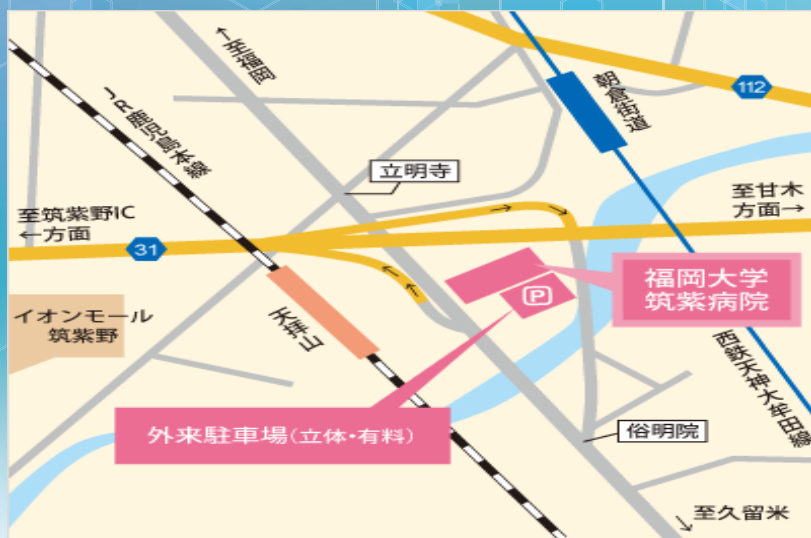 ↑至福岡
JR鹿児島本線
朝倉街道
112
立明寺
至筑紫野IC
←方面
31
至甘木
方面→
福岡大学
筑紫病院
P
イオンモール
筑紫野
天拝山
外来駐車場(立体・有料)
西鉄天神大牟田線
俗明院
↓至久留米